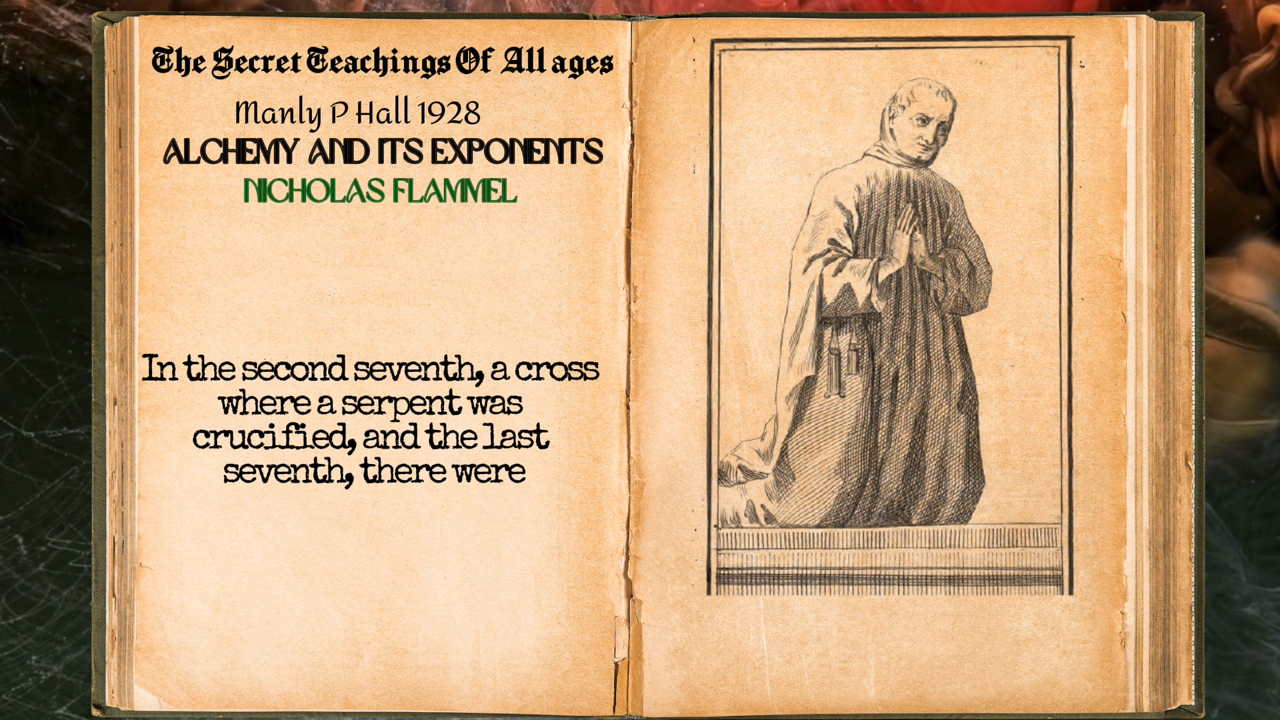 The Secret Teachings Of All ages
Manly P Hall 1928
ALCHEMY AND ITS EXPONENTS
NICHOLAS FLAMMEL
In the second seventh, a cross
where a serpent was
crucified, and the last
seventh, there were